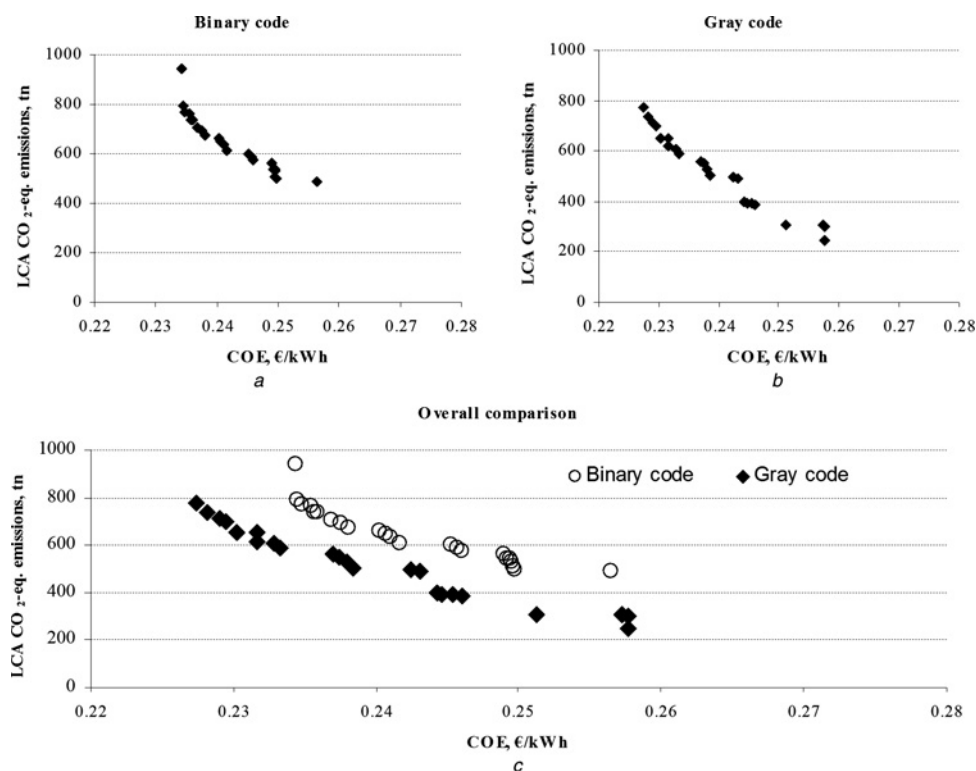 Binary code
LCA CO2-eq. emissions, tn
1000
800
600
400
200
0
0.22 0.23 0.24 0.25 0.26 0.27 0.28
COE, €/kWh
a
Gray code
LCA CO2-eq. emissions, tn
1000
800
600
400
200
0
0.22 0.23 0.24 0.25 0.26 0.27 0.28
COE, €/kWh
b
Overall comparison
LCA CO2-eq. emissions, tn
1000
800
600
400
200
0
Binary code Gray code
0.22 0.23 0.24 0.25 0.26 0.27 0.28
COE, €/kWh
c